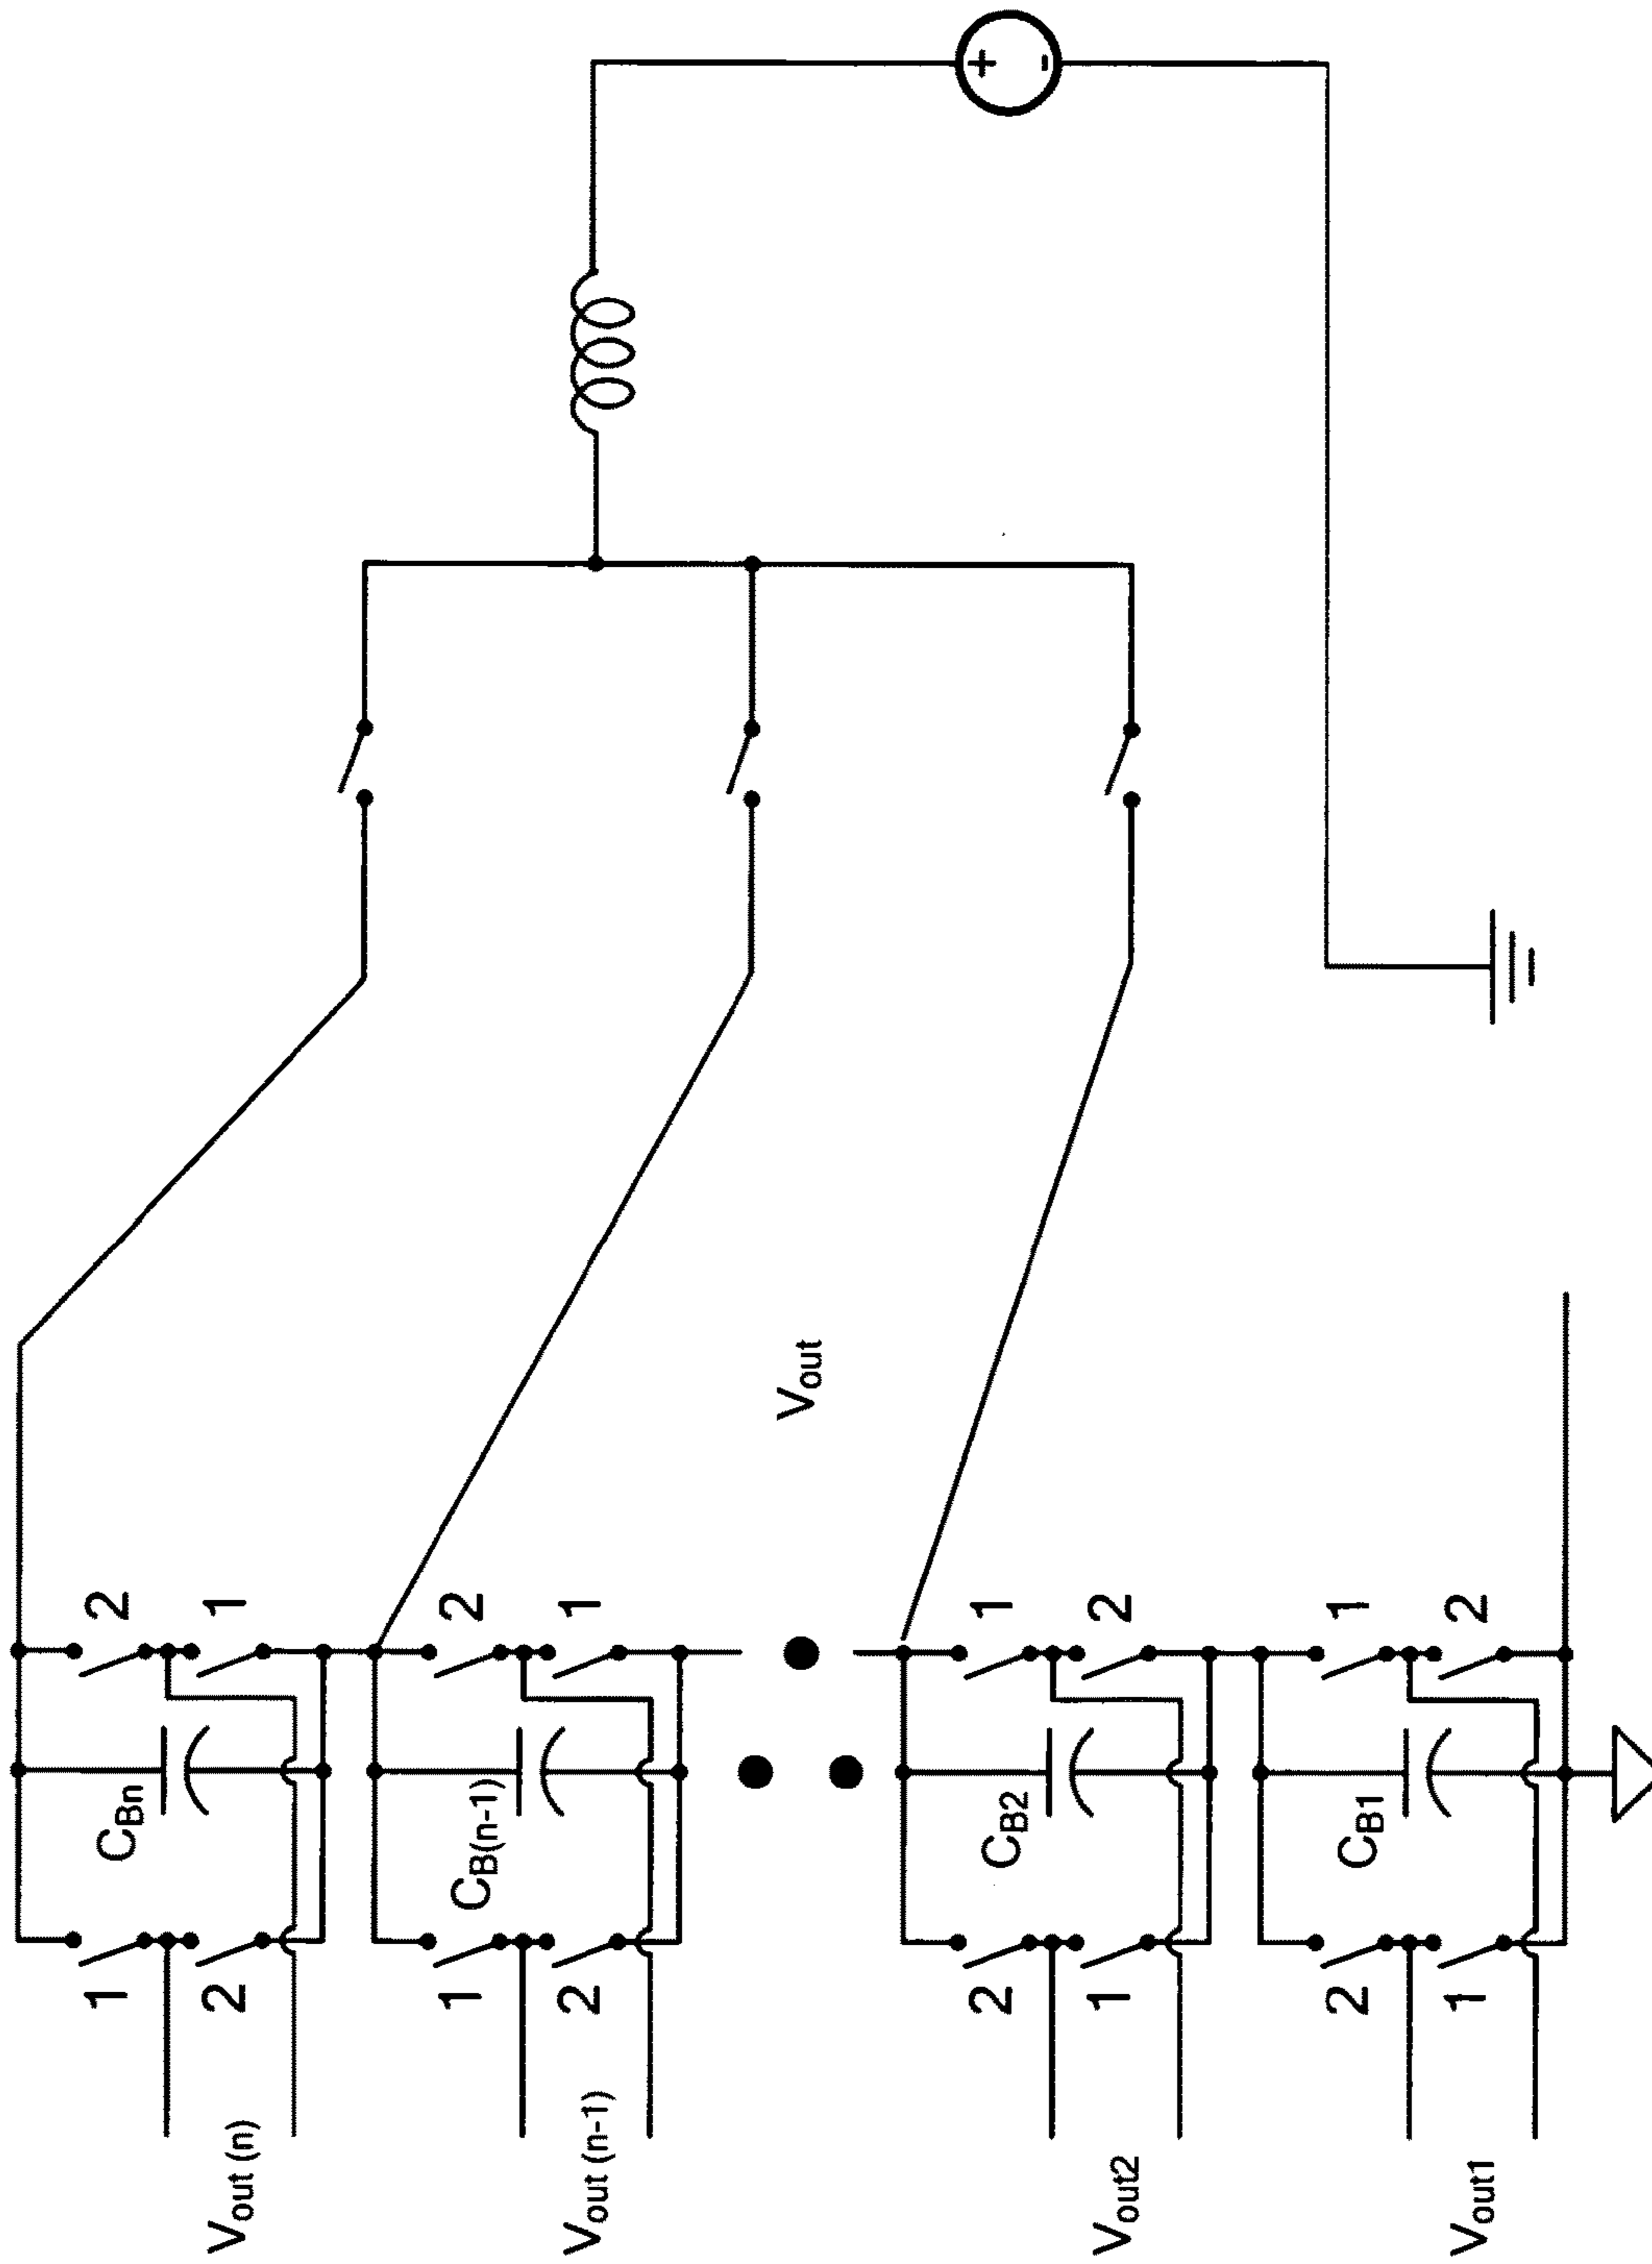 1
C_Bn
2
V_out (n)
2
1
1
C_B(n-1)
2
V_out (n-1)
2
1
V_out
+
-
2
C_B2
1
V_out2
1
2
2
C_B1
1
V_out1
1
2